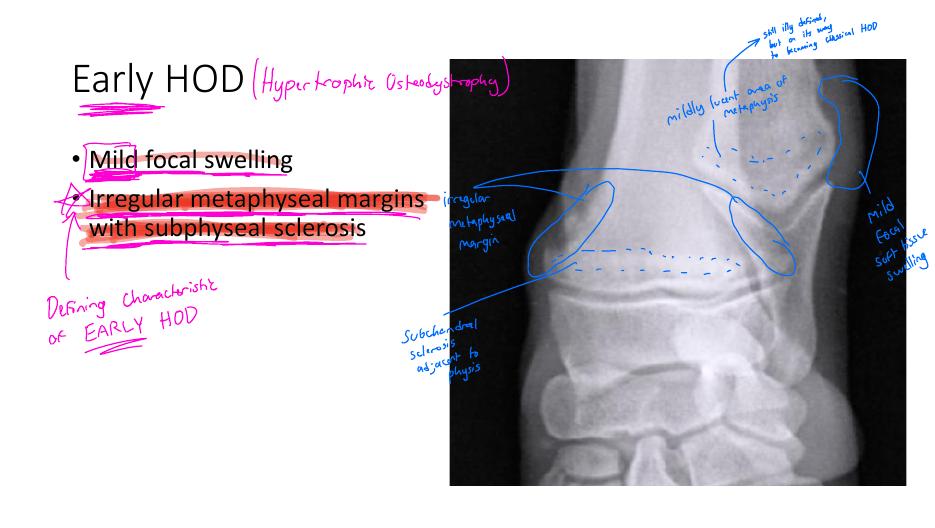 Early HOD (Hypertrophic Osteodystrophy)
• Mild focal swelling
• Irregular metaphyseal margins
with subphyseal sclerosis
Defining Characteristic
of EARLY HOD
still illy defined,
but on its way
to becoming classical HOD
mildly lucent area of
metaphysis
irregular
metaphyseal
margin
Mild
Focal
soft tissue
swelling
Subchondral
sclerosis
adjacent to
physis